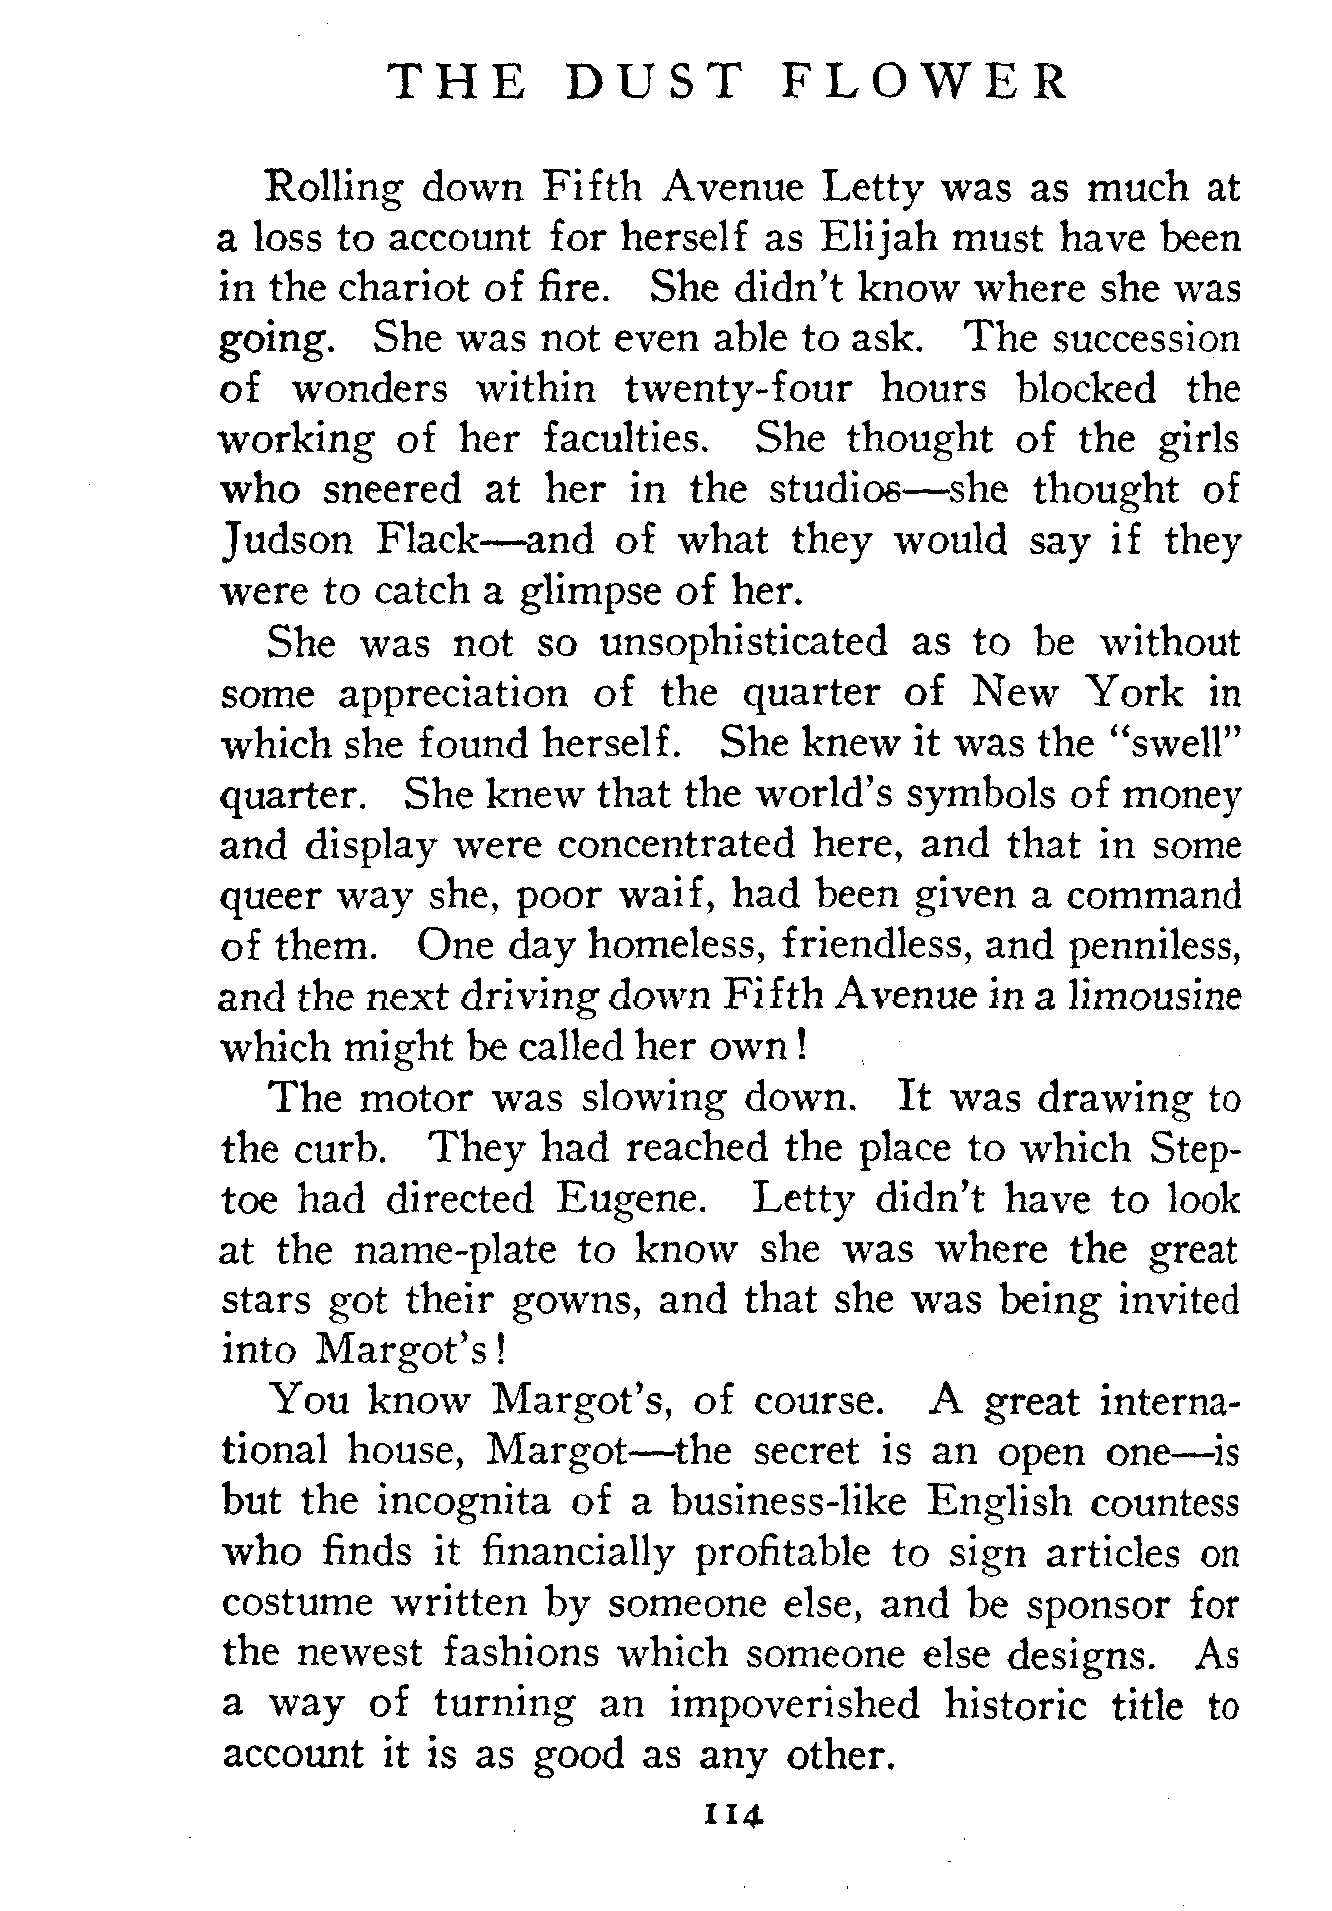 THE DUST FLOWER
Rolling down Fifth Avenue Letty was as much at
a loss to account for herself as Elijah must have been
in the chariot of fire. She didn't know where she was
going. She was not even able to ask. The succession
of wonders within twenty-four hours blocked the
working of her faculties. She thought of the girls
who sneered at her in the studios—she thought of
Judson Flack—and of what they would say if they
were to catch a glimpse of her.
She was not so unsophisticated as to be without
some appreciation of the quarter of New York in
which she found herself. She knew it was the “swell”
quarter. She knew that the world's symbols of money
and display were concentrated here, and that in some
queer way she, poor waif, had been given a command
of them. One day homeless, friendless, and penniless,
and the next driving down Fifth Avenue in a limousine
which might be called her own!
The motor was slowing down. It was drawing to
the curb. They had reached the place to which Step-
toe had directed Eugene. Letty didn't have to look
at the name-plate to know she was where the great
stars got their gowns, and that she was being invited
into Margot's!
You know Margot's, of course. A great interna-
tional house, Margot—the secret is an open one—is
but the incognita of a business-like English countess
who finds it financially profitable to sign articles on
costume written by someone else, and be sponsor for
the newest fashions which someone else designs. As
a way of turning an impoverished historic title to
account it is as good as any other.
114